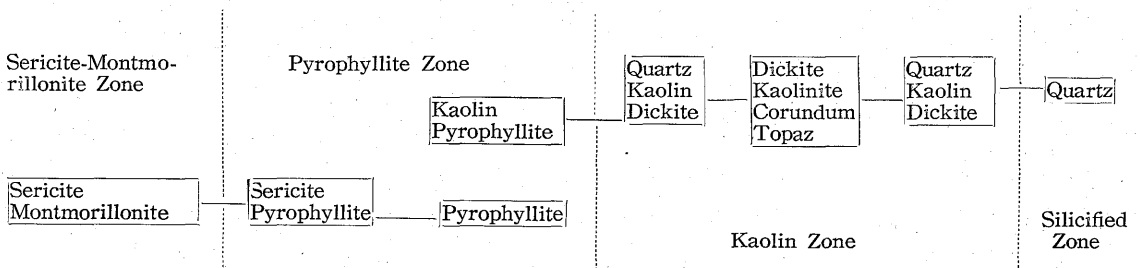 Sericite-Montmo-
rillonite Zone
Pyrophyllite Zone
Kaolin
Pyrophyllite
Quartz
Kaolin
Dickite
Dickite
Kaolinite
Corundum
Topaz
Quartz
Kaolin
Dickite
Quartz
Sericite
Montmorillonite
Sericite
Pyrophyllite
Pyrophyllite
Kaolin Zone
Silicified
Zone